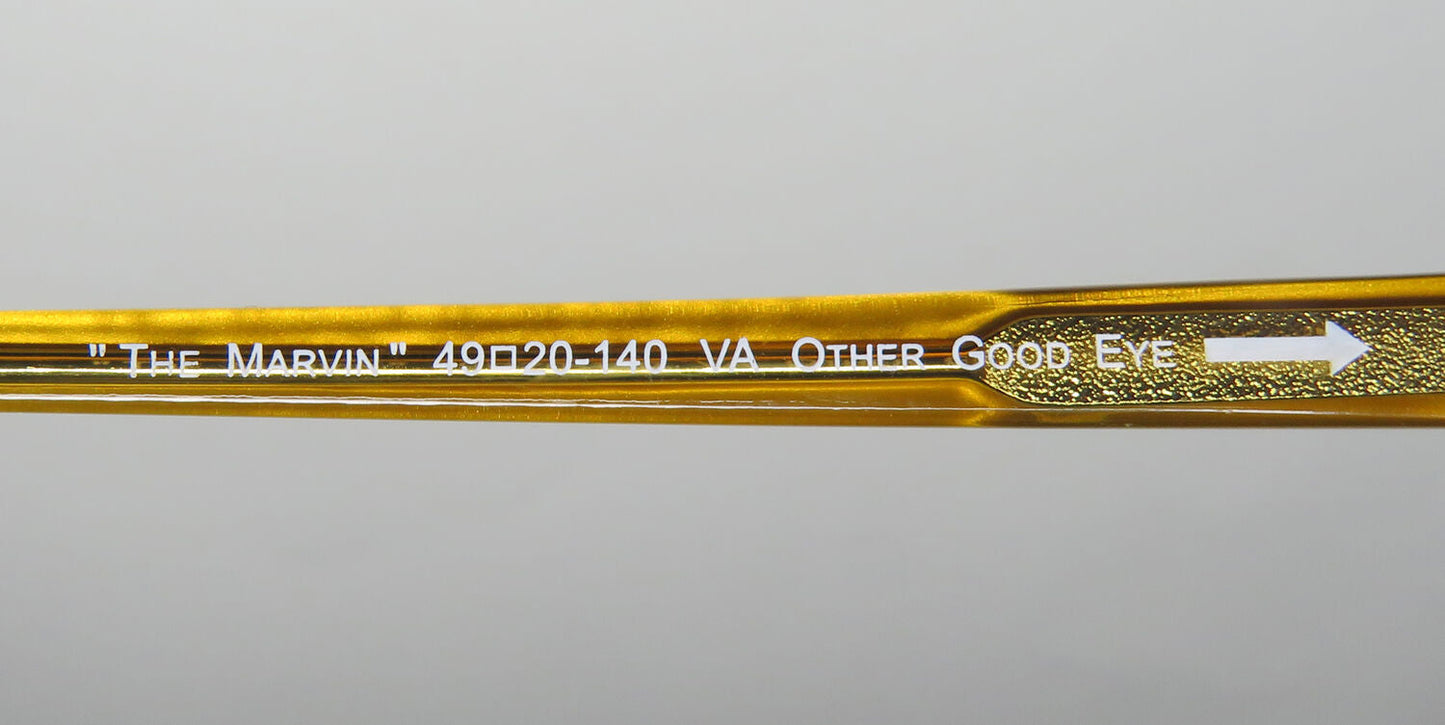 "The Marvin" 49□20-140 VA Other Good Eye